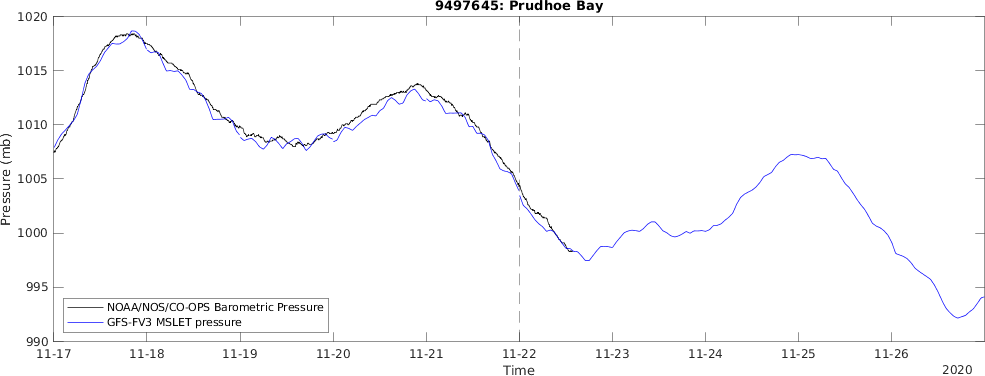 9497645: Prudhoe Bay
1020
1015
1010
1005
1000
995
990
Pressure (mb)
NOAA/NOS/CO-OPS Barometric Pressure
GFS-FV3 MSLET pressure
11-17 11-18 11-19 11-20 11-21 11-22 11-23 11-24 11-25 11-26
Time
2020